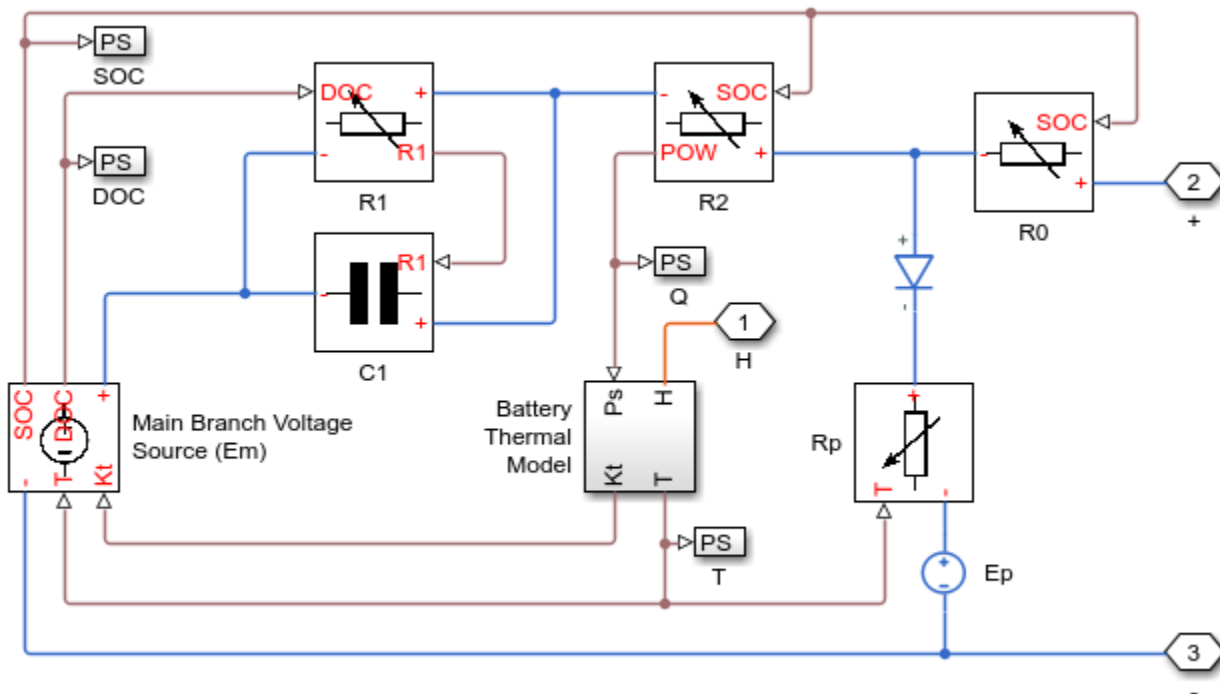 PS
SOC
DOC
+
-
R1
R1
-
SOC
POW
+
R2
SOC
-
+
R0
2
+
PS
DOC
R1
-
+
C1
PS
Q
1
H
+
-
SOC
DOC
+
-
T
Kt
Main Branch Voltage
Source (Em)
Battery
Thermal
Model
Ps
H
Kt
T
Rp
+
T
-
PS
T
+
-
Ep
3